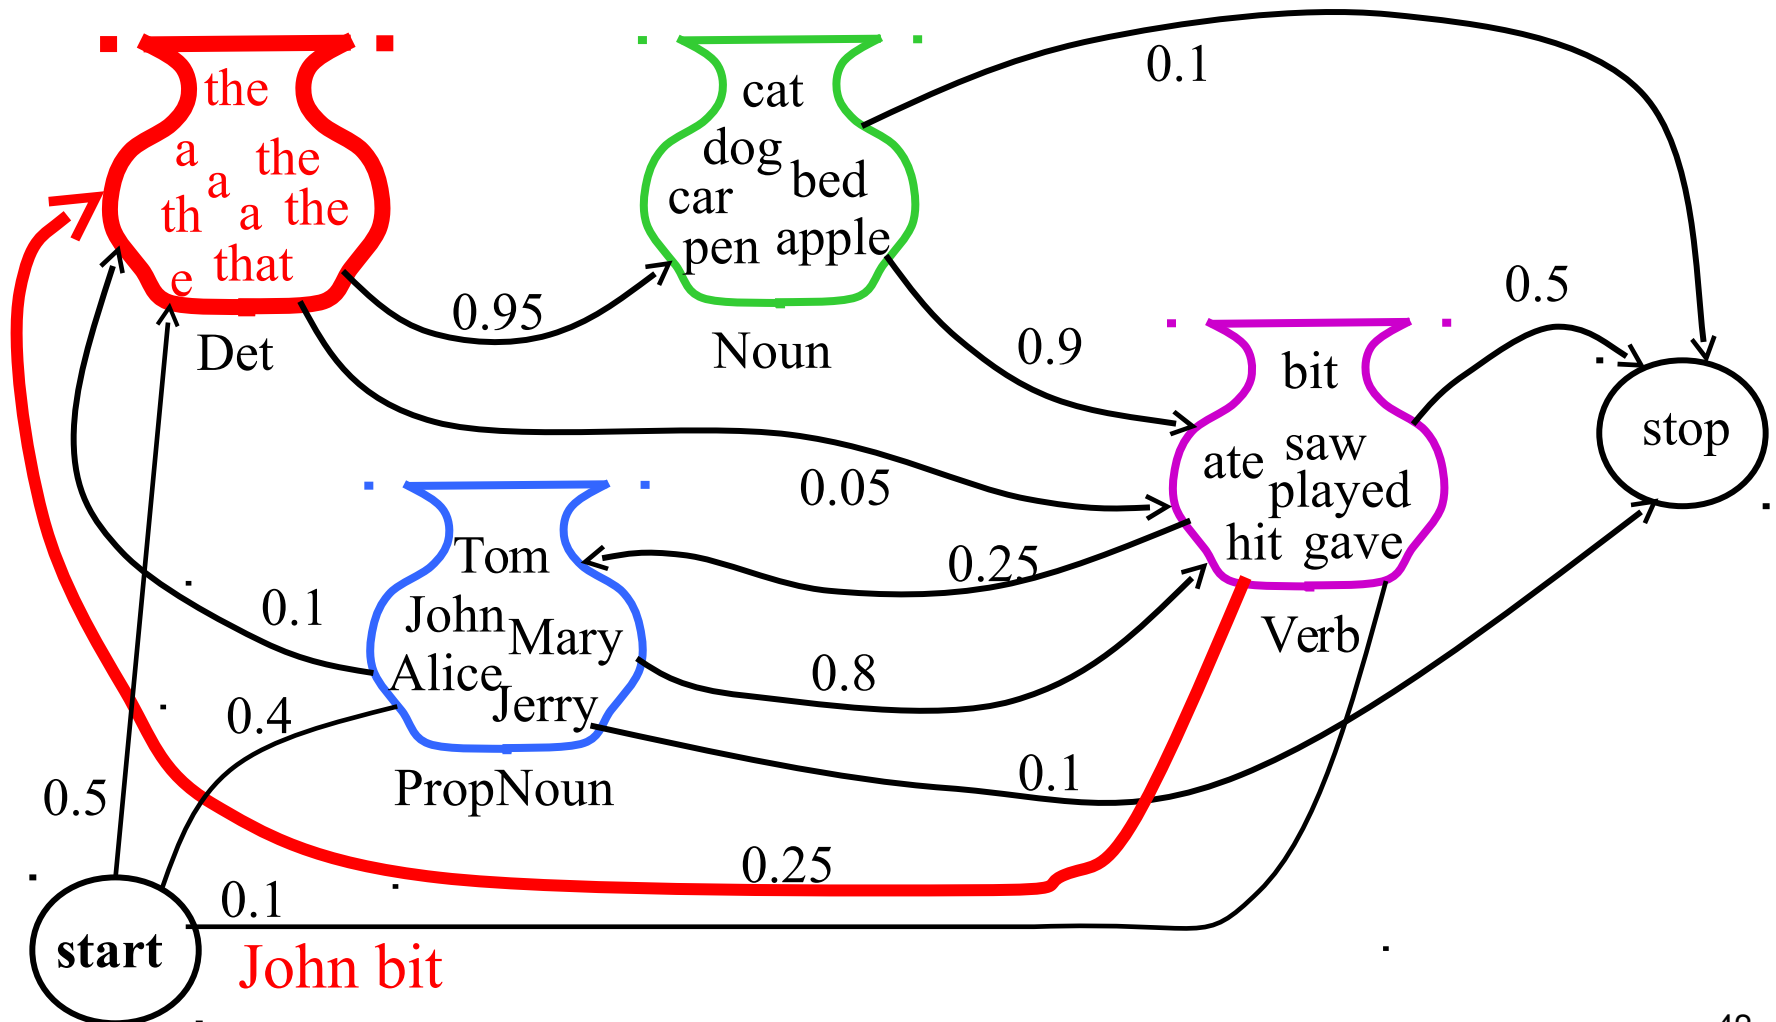 0.1
the
cat
a
the
dog
a
bed
car
th
a
the
pen
apple
that
e
0.95
0.5
Det
Noun
0.9
bit
stop
saw
ate
played
0.05
hit
gave
Tom
0.25
0.1
John
Mary
Verb
Alice
0.8
Jerry
0.4
0.1
PropNoun
0.5
0.25
0.1
start
John bit